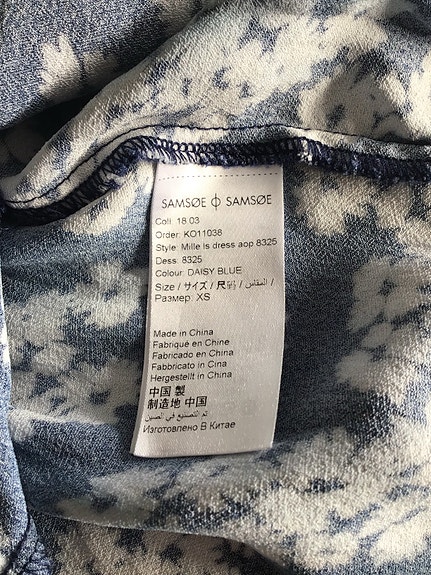 SAMSØE ϕ SAMSØE
Coll: 18.03
Order: KO11038
Style: Mille ls dress aop 8325
Dess: 8325
Colour: DAISY BLUE
Size / サイズ / 尺码 / المقاس /
Размер: XS
Made in China
Fabriqué en Chine
Fabricado en China
Fabbricato in Cina
Hergestellt in China
中国 製
制造地 中国
تم التصنيع في الصين
Изготовлено В Китае